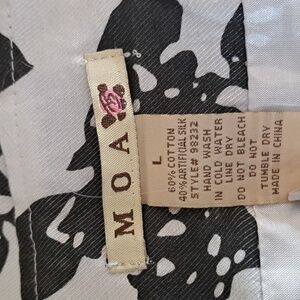 MOA
L
60% COTTON
40% ARTIFICIAL SILK
STYLE# 98232
HAND WASH
IN COLD WATER
LINE DRY
DO NOT BLEACH
DO NOT
TUMBLE DRY
MADE IN CHINA